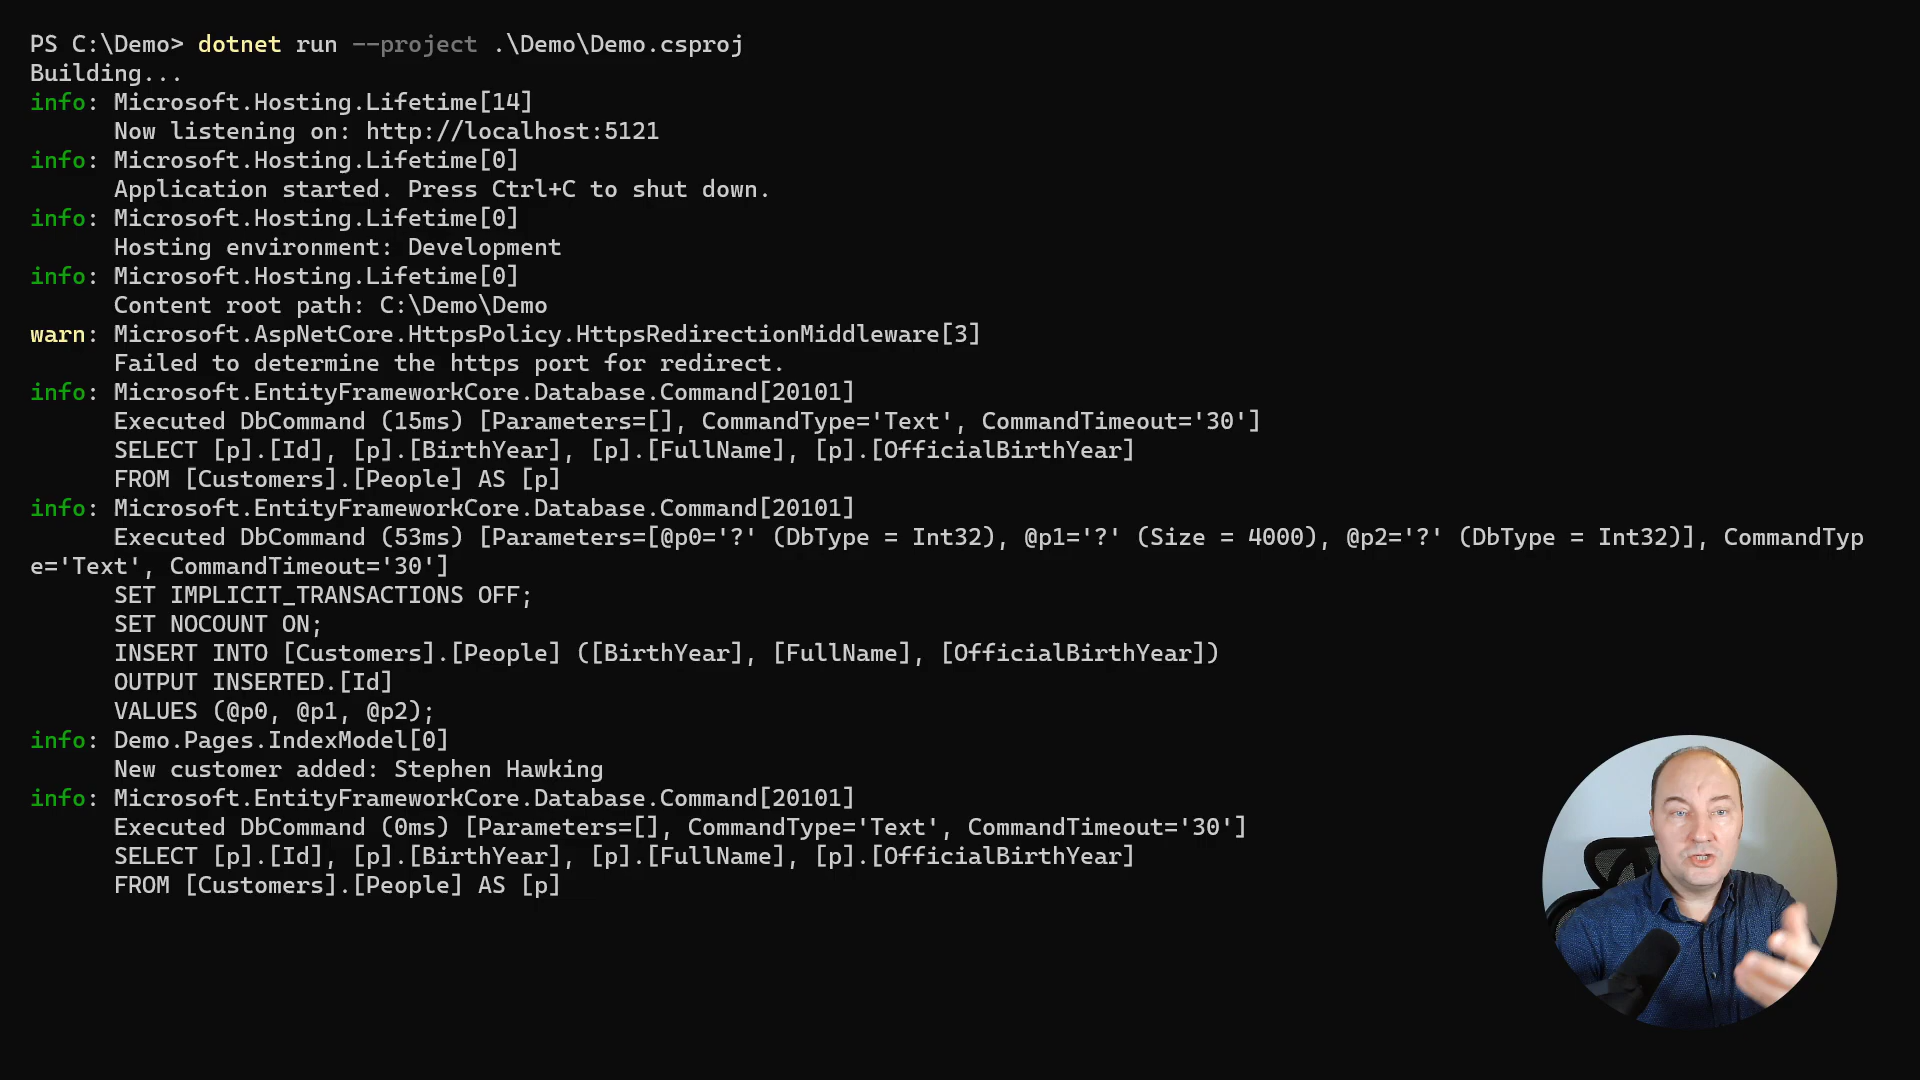 PS C:\Demo> dotnet run --project .\Demo\Demo.csproj
Building...
info: Microsoft.Hosting.Lifetime[14]
      Now listening on: http://localhost:5121
info: Microsoft.Hosting.Lifetime[0]
      Application started. Press Ctrl+C to shut down.
info: Microsoft.Hosting.Lifetime[0]
      Hosting environment: Development
info: Microsoft.Hosting.Lifetime[0]
      Content root path: C:\Demo\Demo
warn: Microsoft.AspNetCore.HttpsPolicy.HttpsRedirectionMiddleware[3]
      Failed to determine the https port for redirect.
info: Microsoft.EntityFrameworkCore.Database.Command[20101]
      Executed DbCommand (15ms) [Parameters=[], CommandType='Text', CommandTimeout='30']
      SELECT [p].[Id], [p].[BirthYear], [p].[FullName], [p].[OfficialBirthYear]
      FROM [Customers].[People] AS [p]
info: Microsoft.EntityFrameworkCore.Database.Command[20101]
      Executed DbCommand (53ms) [Parameters=[@p0='?' (DbType = Int32), @p1='?' (Size = 4000), @p2='?' (DbType = Int32)], CommandTyp
e='Text', CommandTimeout='30']
      SET IMPLICIT_TRANSACTIONS OFF;
      SET NOCOUNT ON;
      INSERT INTO [Customers].[People] ([BirthYear], [FullName], [OfficialBirthYear])
      OUTPUT INSERTED.[Id]
      VALUES (@p0, @p1, @p2);
info: Demo.Pages.IndexModel[0]
      New customer added: Stephen Hawking
info: Microsoft.EntityFrameworkCore.Database.Command[20101]
      Executed DbCommand (0ms) [Parameters=[], CommandType='Text', CommandTimeout='30']
      SELECT [p].[Id], [p].[BirthYear], [p].[FullName], [p].[OfficialBirthYear]
      FROM [Customers].[People] AS [p]